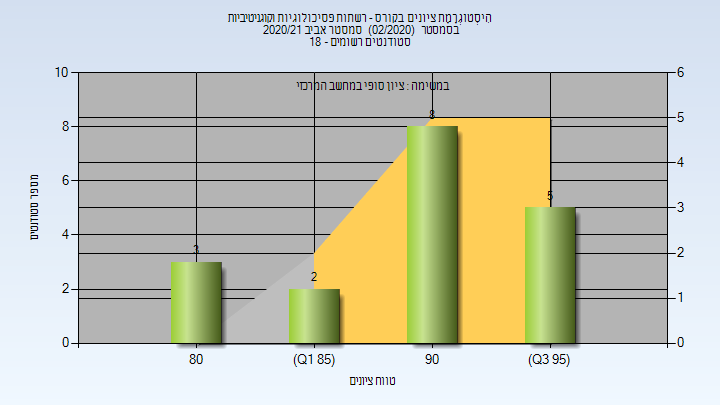 היסטוגרמת ציונים בקורס - רשתות פסיכולוגיות וקוגניטיביות
בסמסטר (02/2020) סמסטר אביב 2020/21
סטודנטים רשומים - 18
במשימה : ציון סופי במחשב המרכזי
מספר סטודנטים
10
8
6
4
2
0
6
5
4
3
2
1
0
3
2
8
5
80
(Q1 85)
90
(Q3 95)
טווח ציונים